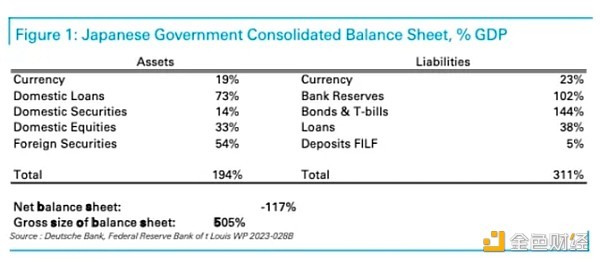 Figure 1: Japanese Government Consolidated Balance Sheet, % GDP
Assets Liabilities
Currency 19% Currency 23%
Domestic Loans 73% Bank Reserves 102%
Domestic Securities 14% Bonds & T-bills 144%
Domestic Equities 33% Loans 38%
Foreign Securities 54% Deposits FILF 5%
Total 194% Total 311%
Net balance sheet: -117%
Gross size of balance sheet: 505%
Source : Deutsche Bank, Federal Reserve Bank of t Louis WP 2023-028B
金色财经